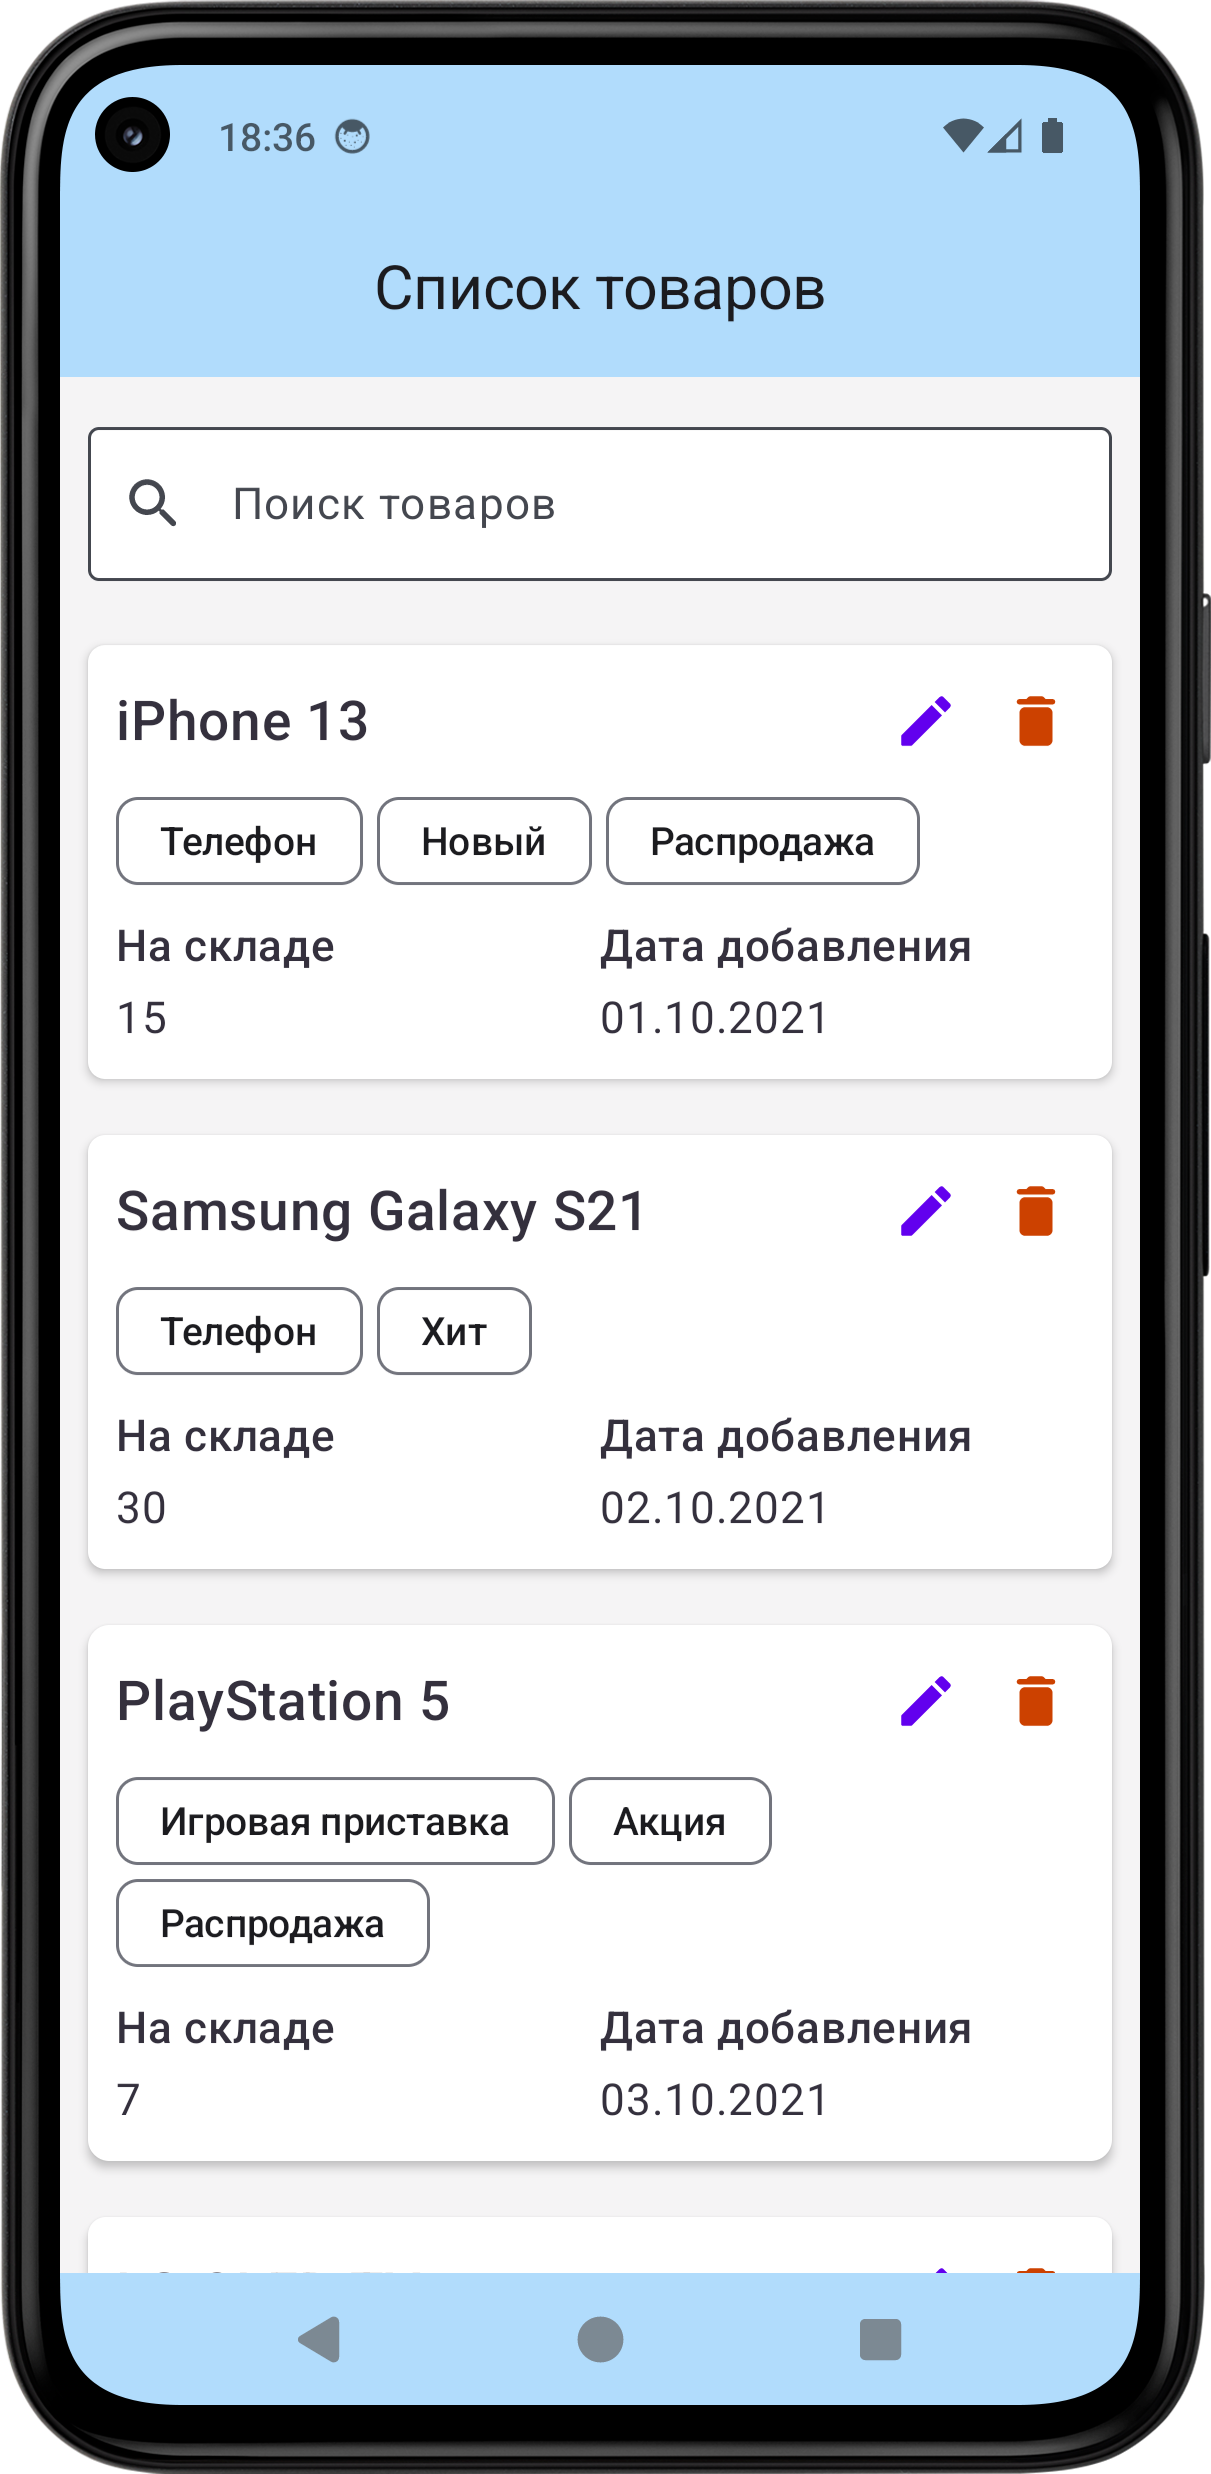 18:36
Список товаров
Поиск товаров
iPhone 13
Телефон Новый Распродажа
На складе Дата добавления
15 01.10.2021
Samsung Galaxy S21
Телефон Хит
На складе Дата добавления
30 02.10.2021
PlayStation 5
Игровая приставка Акция
Распродажа
На складе Дата добавления
7 03.10.2021